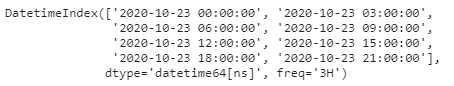 DatetimeIndex(['2020-10-23 00:00:00', '2020-10-23 03:00:00',
'2020-10-23 06:00:00', '2020-10-23 09:00:00',
'2020-10-23 12:00:00', '2020-10-23 15:00:00',
'2020-10-23 18:00:00', '2020-10-23 21:00:00'],
dtype='datetime64[ns]', freq='3H')